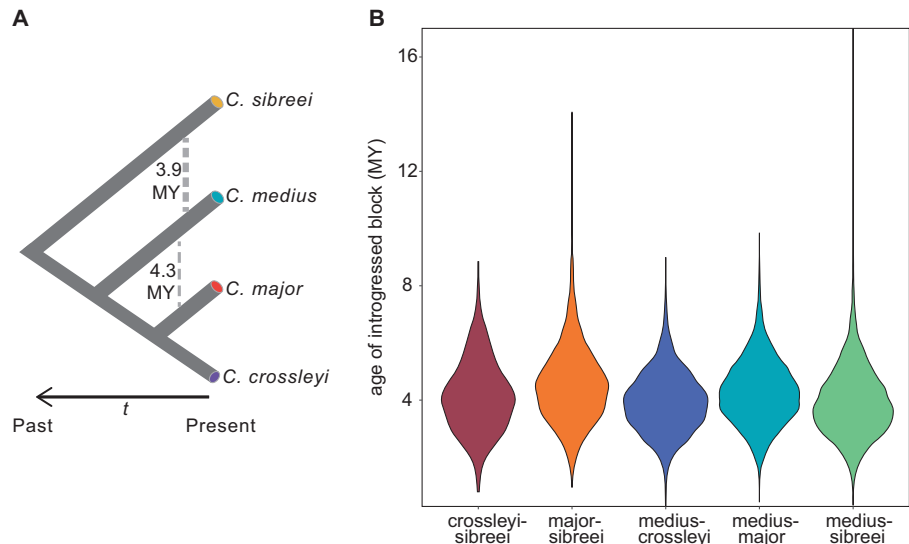 A
C. sibreei
3.9
MY
C. medius
4.3
MY
C. major
C. crossleyi
t
Past
Present
B
age of introgressed block (MY)
16
12
8
4
crossleyi-
sibreei
major-
sibreei
medius-
crossleyi
medius-
major
medius-
sibreei